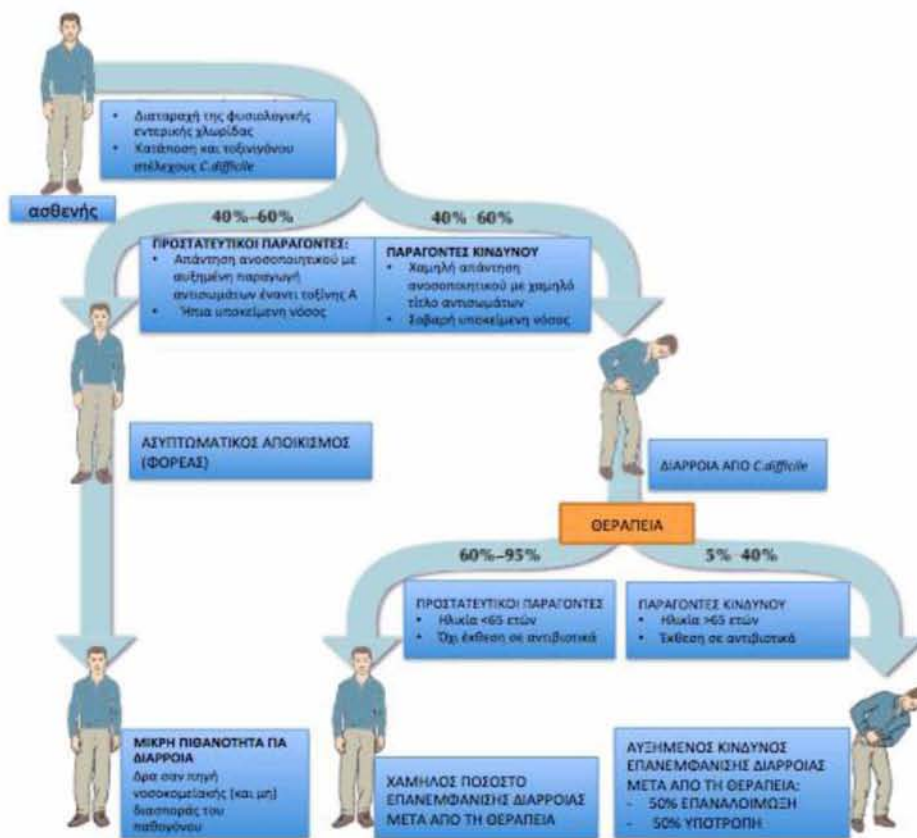 • Διαταραχή της φυσιολογικής
εντερικής χλωρίδας
• Κατάποση και τοξινιγόνου
στέλεχους C.difficile
ασθενής
40%–60%
40% 60%
ΠΡΟΣΤΑΤΕΥΤΙΚΟΙ ΠΑΡΑΓΟΝΤΕΣ:
• Απάντηση ανοσοποιητικού με
αυξημένη παραγωγή
αντισωμάτων έναντι τοξίνης Α
• Ήπια υποκείμενη νόσος
ΠΑΡΑΓΟΝΤΕΣ ΚΙΝΔΥΝΟΥ
• Χαμηλή απάντηση
ανοσοποιητικού με χαμηλό
τίτλο αντισωμάτων
• Σοβαρή υποκείμενη νόσος
ΑΣΥΠΤΩΜΑΤΙΚΟΣ ΑΠΟΙΚΙΣΜΟΣ
(ΦΟΡΕΑΣ)
ΔΙΑΡΡΟΙΑ ΑΠΟ C.difficile
ΘΕΡΑΠΕΙΑ
60%–95%
5% 40%
ΠΡΟΣΤΑΤΕΥΤΙΚΟΙ ΠΑΡΑΓΟΝΤΕΣ
• Ηλικία <65 ετών
• Όχι έκθεση σε αντιβιοτικά
ΠΑΡΑΓΟΝΤΕΣ ΚΙΝΔΥΝΟΥ
• Ηλικία >65 ετών
• Έκθεση σε αντιβιοτικά
ΜΙΚΡΗ ΠΙΘΑΝΟΤΗΤΑ ΓΙΑ
ΔΙΑΡΡΟΙΑ
Δρα σαν πηγή
νοσοκομειακής (και μη)
διασποράς του
παθογόνου
ΧΑΜΗΛΟΣ ΠΟΣΟΣΤΟ
ΕΠΑΝΕΜΦΑΝΙΣΗΣ ΔΙΑΡΡΟΙΑΣ
ΜΕΤΑ ΑΠΟ ΤΗ ΘΕΡΑΠΕΙΑ
ΑΥΞΗΜΕΝΟΣ ΚΙΝΔΥΝΟΣ
ΕΠΑΝΕΜΦΑΝΙΣΗΣ ΔΙΑΡΡΟΙΑΣ
ΜΕΤΑ ΑΠΟ ΤΗ ΘΕΡΑΠΕΙΑ:
- 50% ΕΠΑΝΑΛΟΙΜΩΞΗ
- 50% ΥΠΟΤΡΟΠΗ